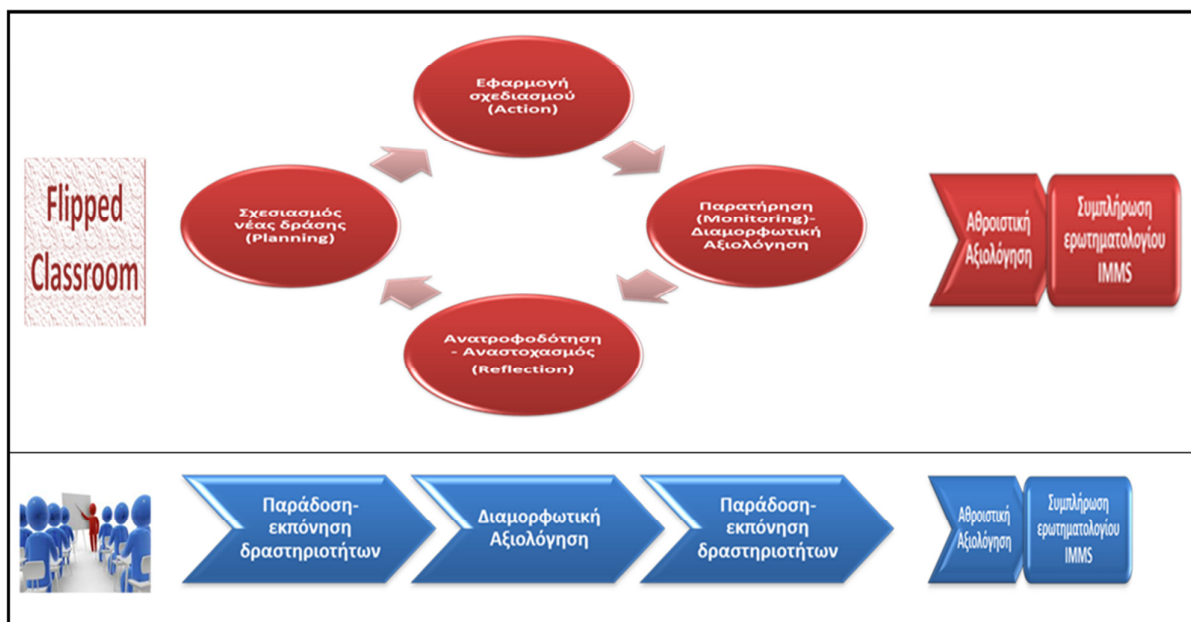 Flipped
Classroom
Εφαρμογή
σχεδιασμού
(Action)
Σχεσιασμός
νέας δράσης
(Planning)
Παρατήρηση
(Monitoring)-
Διαμορφωτική
Αξιολόγηση
Ανατροφοδότηση
- Αναστοχασμός
(Reflection)
Αθροιστική
Αξιολόγηση
Συμπλήρωση
ερωτηματολογίου
IMMS
Παράδοση-
εκπόνηση
δραστηριοτήτων
Διαμορφωτική
Αξιολόγηση
Παράδοση-
εκπόνηση
δραστηριοτήτων
Αθροιστική
Αξιολόγηση
Συμπλήρωση
ερωτηματολογίου
IMMS